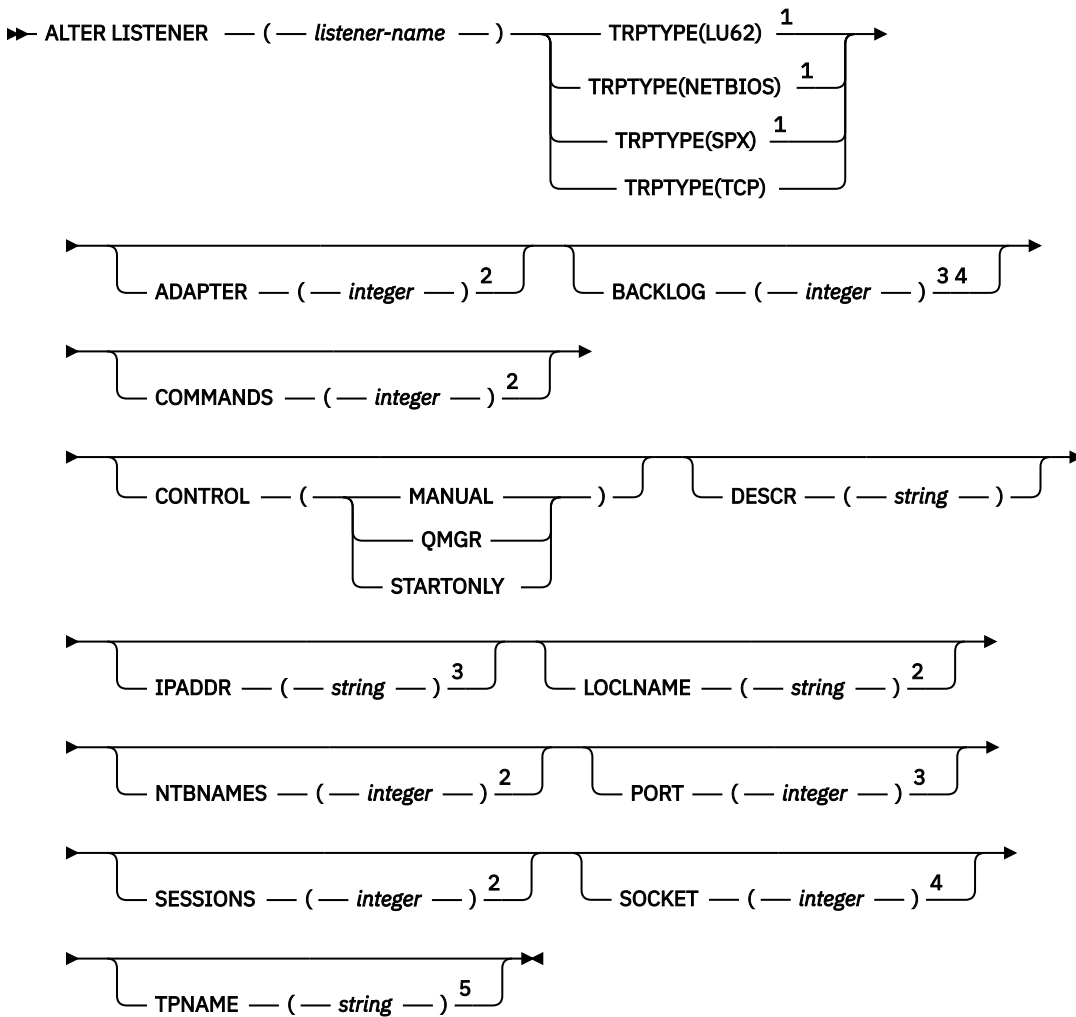 ALTER LISTENER ( listener-name ) TRPTYPE(LU62) 1
TRPTYPE(NETBIOS) 1
TRPTYPE(SPX) 1
TRPTYPE(TCP)
ADAPTER ( integer ) 2 BACKLOG ( integer ) 3 4
COMMANDS ( integer ) 2
CONTROL ( MANUAL ) DESCR ( string )
QMGR
STARTONLY
IPADDR ( string ) 3 LOCLNAME ( string ) 2
NTBNAMES ( integer ) 2 PORT ( integer ) 3
SESSIONS ( integer ) 2 SOCKET ( integer ) 4
TPNAME ( string ) 5